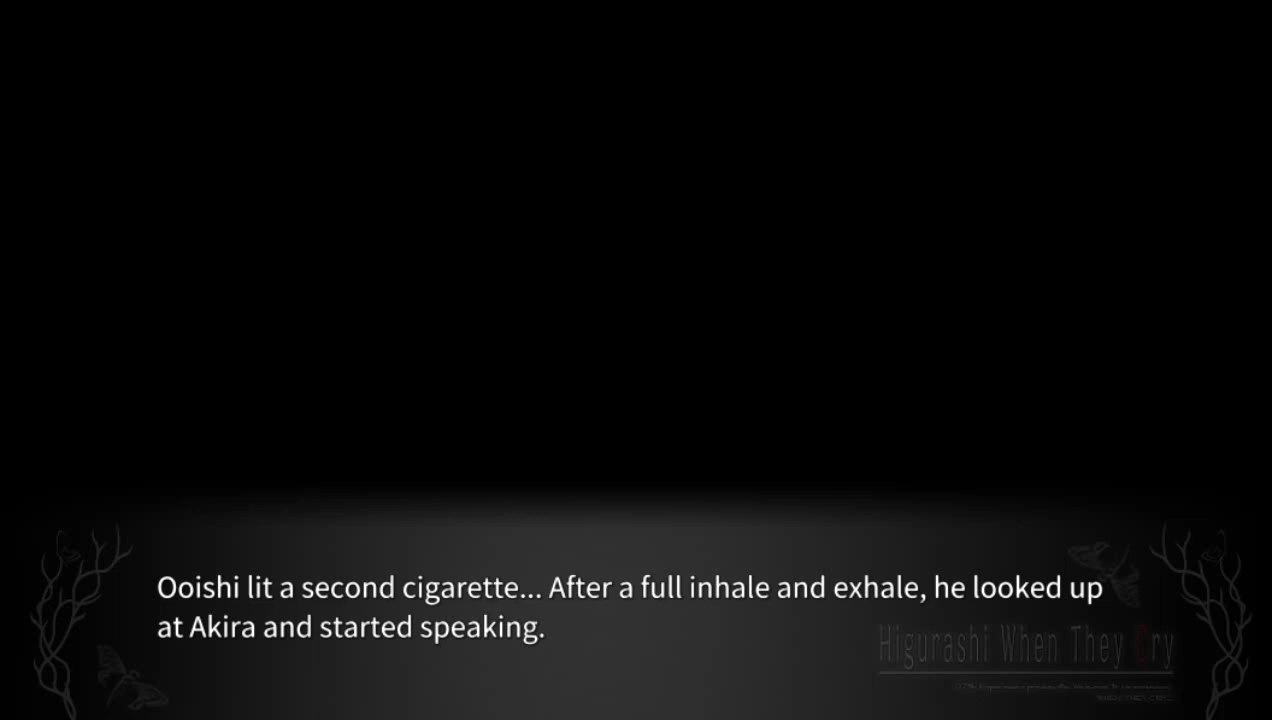 Ooishi lit a second cigarette... After a full inhale and exhale, he looked up
at Akira and started speaking.
Higurashi When They Cry